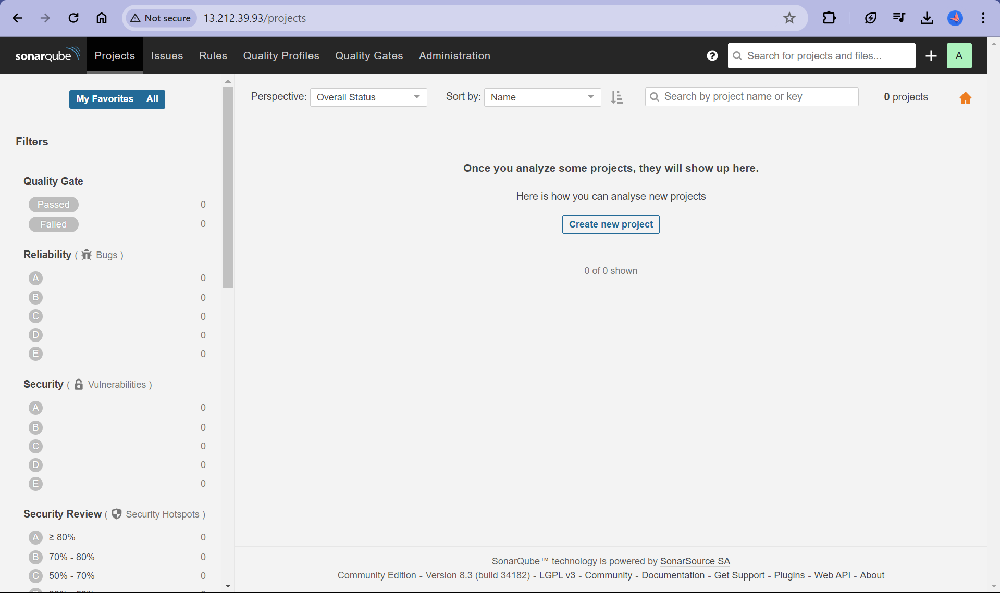 Not secure 13.212.39.93/projects
sonarqube Projects Issues Rules Quality Profiles Quality Gates Administration ? Search for projects and files... + A
My Favorites All
Perspective: Overall Status Sort by: Name Search by project name or key 0 projects
Filters
Quality Gate
Passed 0
Failed 0
Reliability ( Bugs )
A 0
B 0
C 0
D 0
E 0
Security ( Vulnerabilities )
A 0
B 0
C 0
D 0
E 0
Security Review ( Security Hotspots )
A ≥ 80% 0
B 70% - 80% 0
C 50% - 70% 0
Once you analyze some projects, they will show up here.
Here is how you can analyse new projects
Create new project
0 of 0 shown
SonarQube™ technology is powered by SonarSource SA
Community Edition - Version 8.3 (build 34182) - LGPL v3 - Community - Documentation - Get Support - Plugins - Web API - About